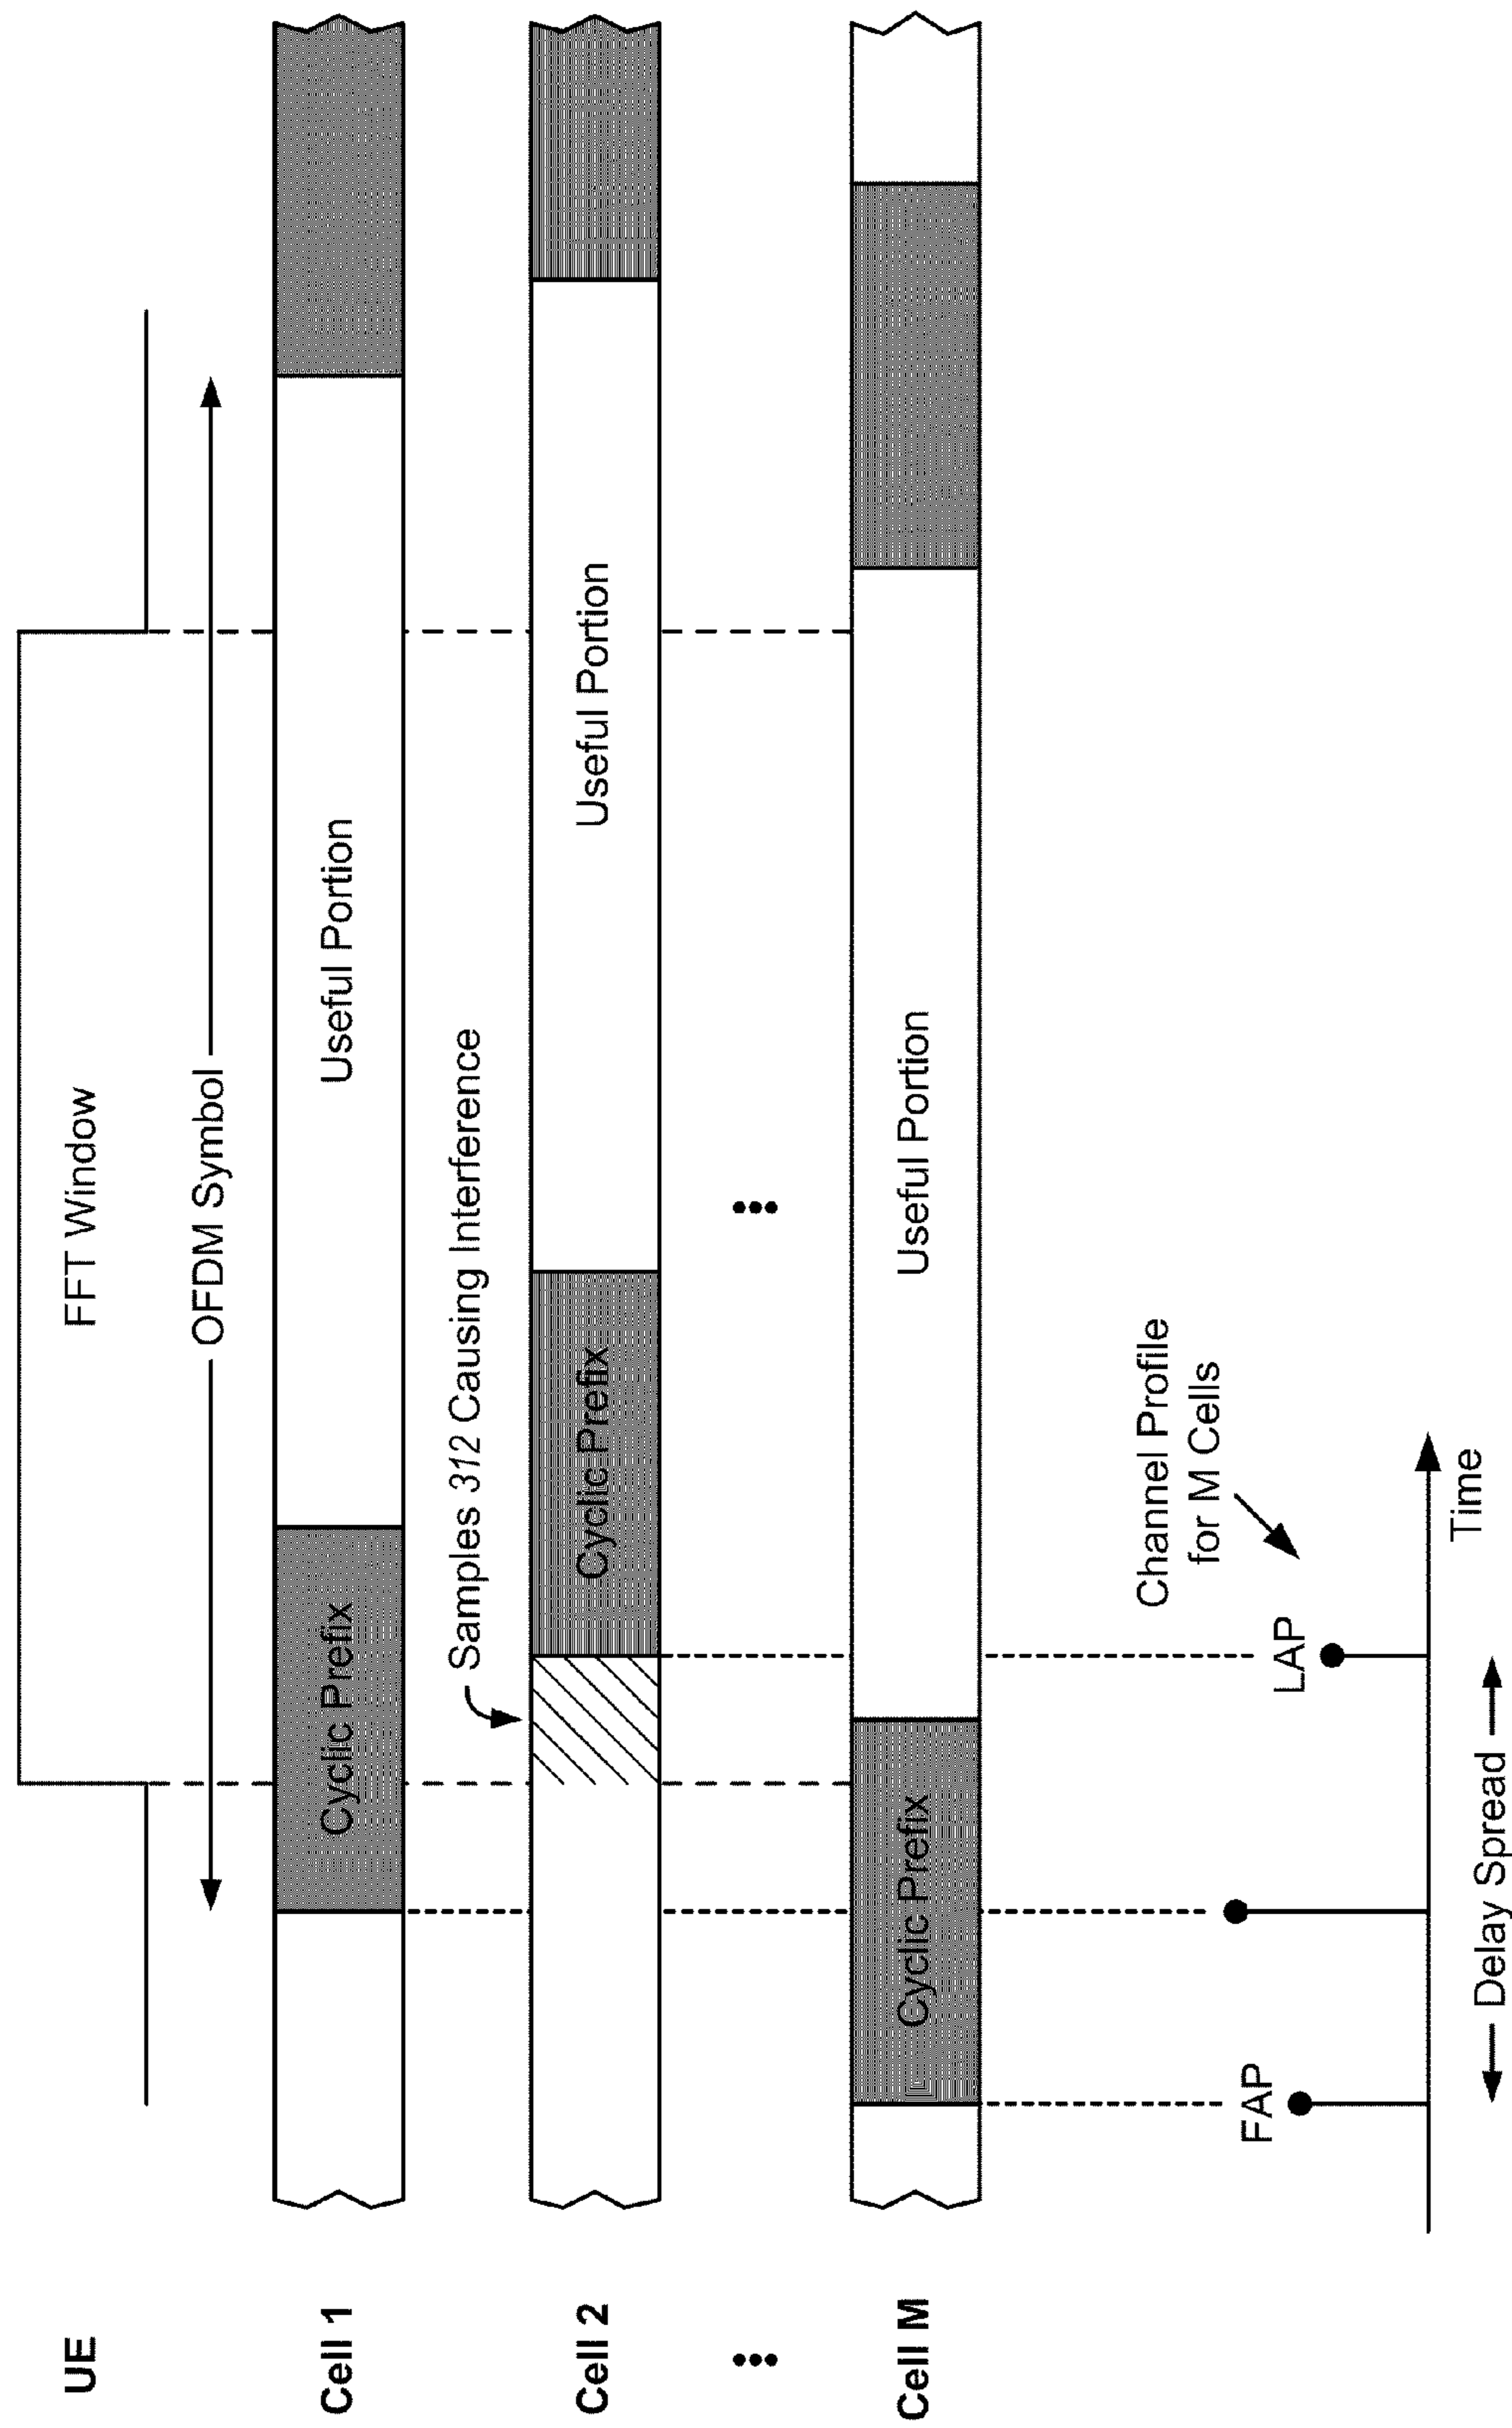 UE
FFT Window
OFDM Symbol
Cell 1
Cyclic Prefix
Useful Portion
Samples 312 Causing Interference
Cell 2
Cyclic Prefix
Useful Portion
Cell M
Cyclic Prefix
Useful Portion
Channel Profile
for M Cells
FAP
LAP
Time
Delay Spread